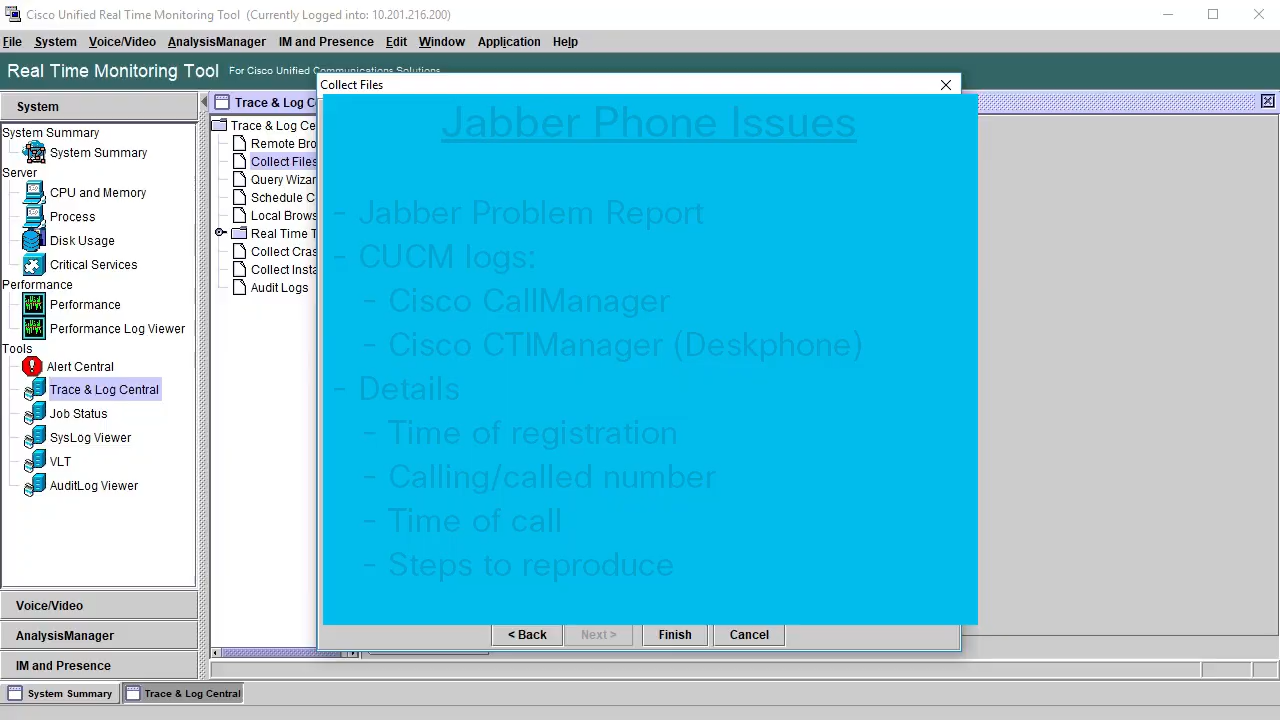 Cisco Unified Real Time Monitoring Tool (Currently Logged into: 10.201.216.200)
File System Voice/Video AnalysisManager IM and Presence Edit Window Application Help
Real Time Monitoring Tool For Cisco Unified Communications Solutions
System
System Summary
System Summary
Server
CPU and Memory
Process
Disk Usage
Critical Services
Performance
Performance
Performance Log Viewer
Tools
Alert Central
Trace & Log Central
Job Status
SysLog Viewer
VLT
AuditLog Viewer
Voice/Video
AnalysisManager
IM and Presence
Trace & Log C
Trace & Log Ce
Remote Bro
Collect Files
Query Wizar
Schedule C
Local Brows
Real Time T
Collect Cras
Collect Insta
Audit Logs
Collect Files
Jabber Phone Issues
- Jabber Problem Report
- CUCM logs:
- Cisco CallManager
- Cisco CTIManager (Deskphone)
- Details
- Time of registration
- Calling/called number
- Time of call
- Steps to reproduce
< Back Next > Finish Cancel
System Summary Trace & Log Central